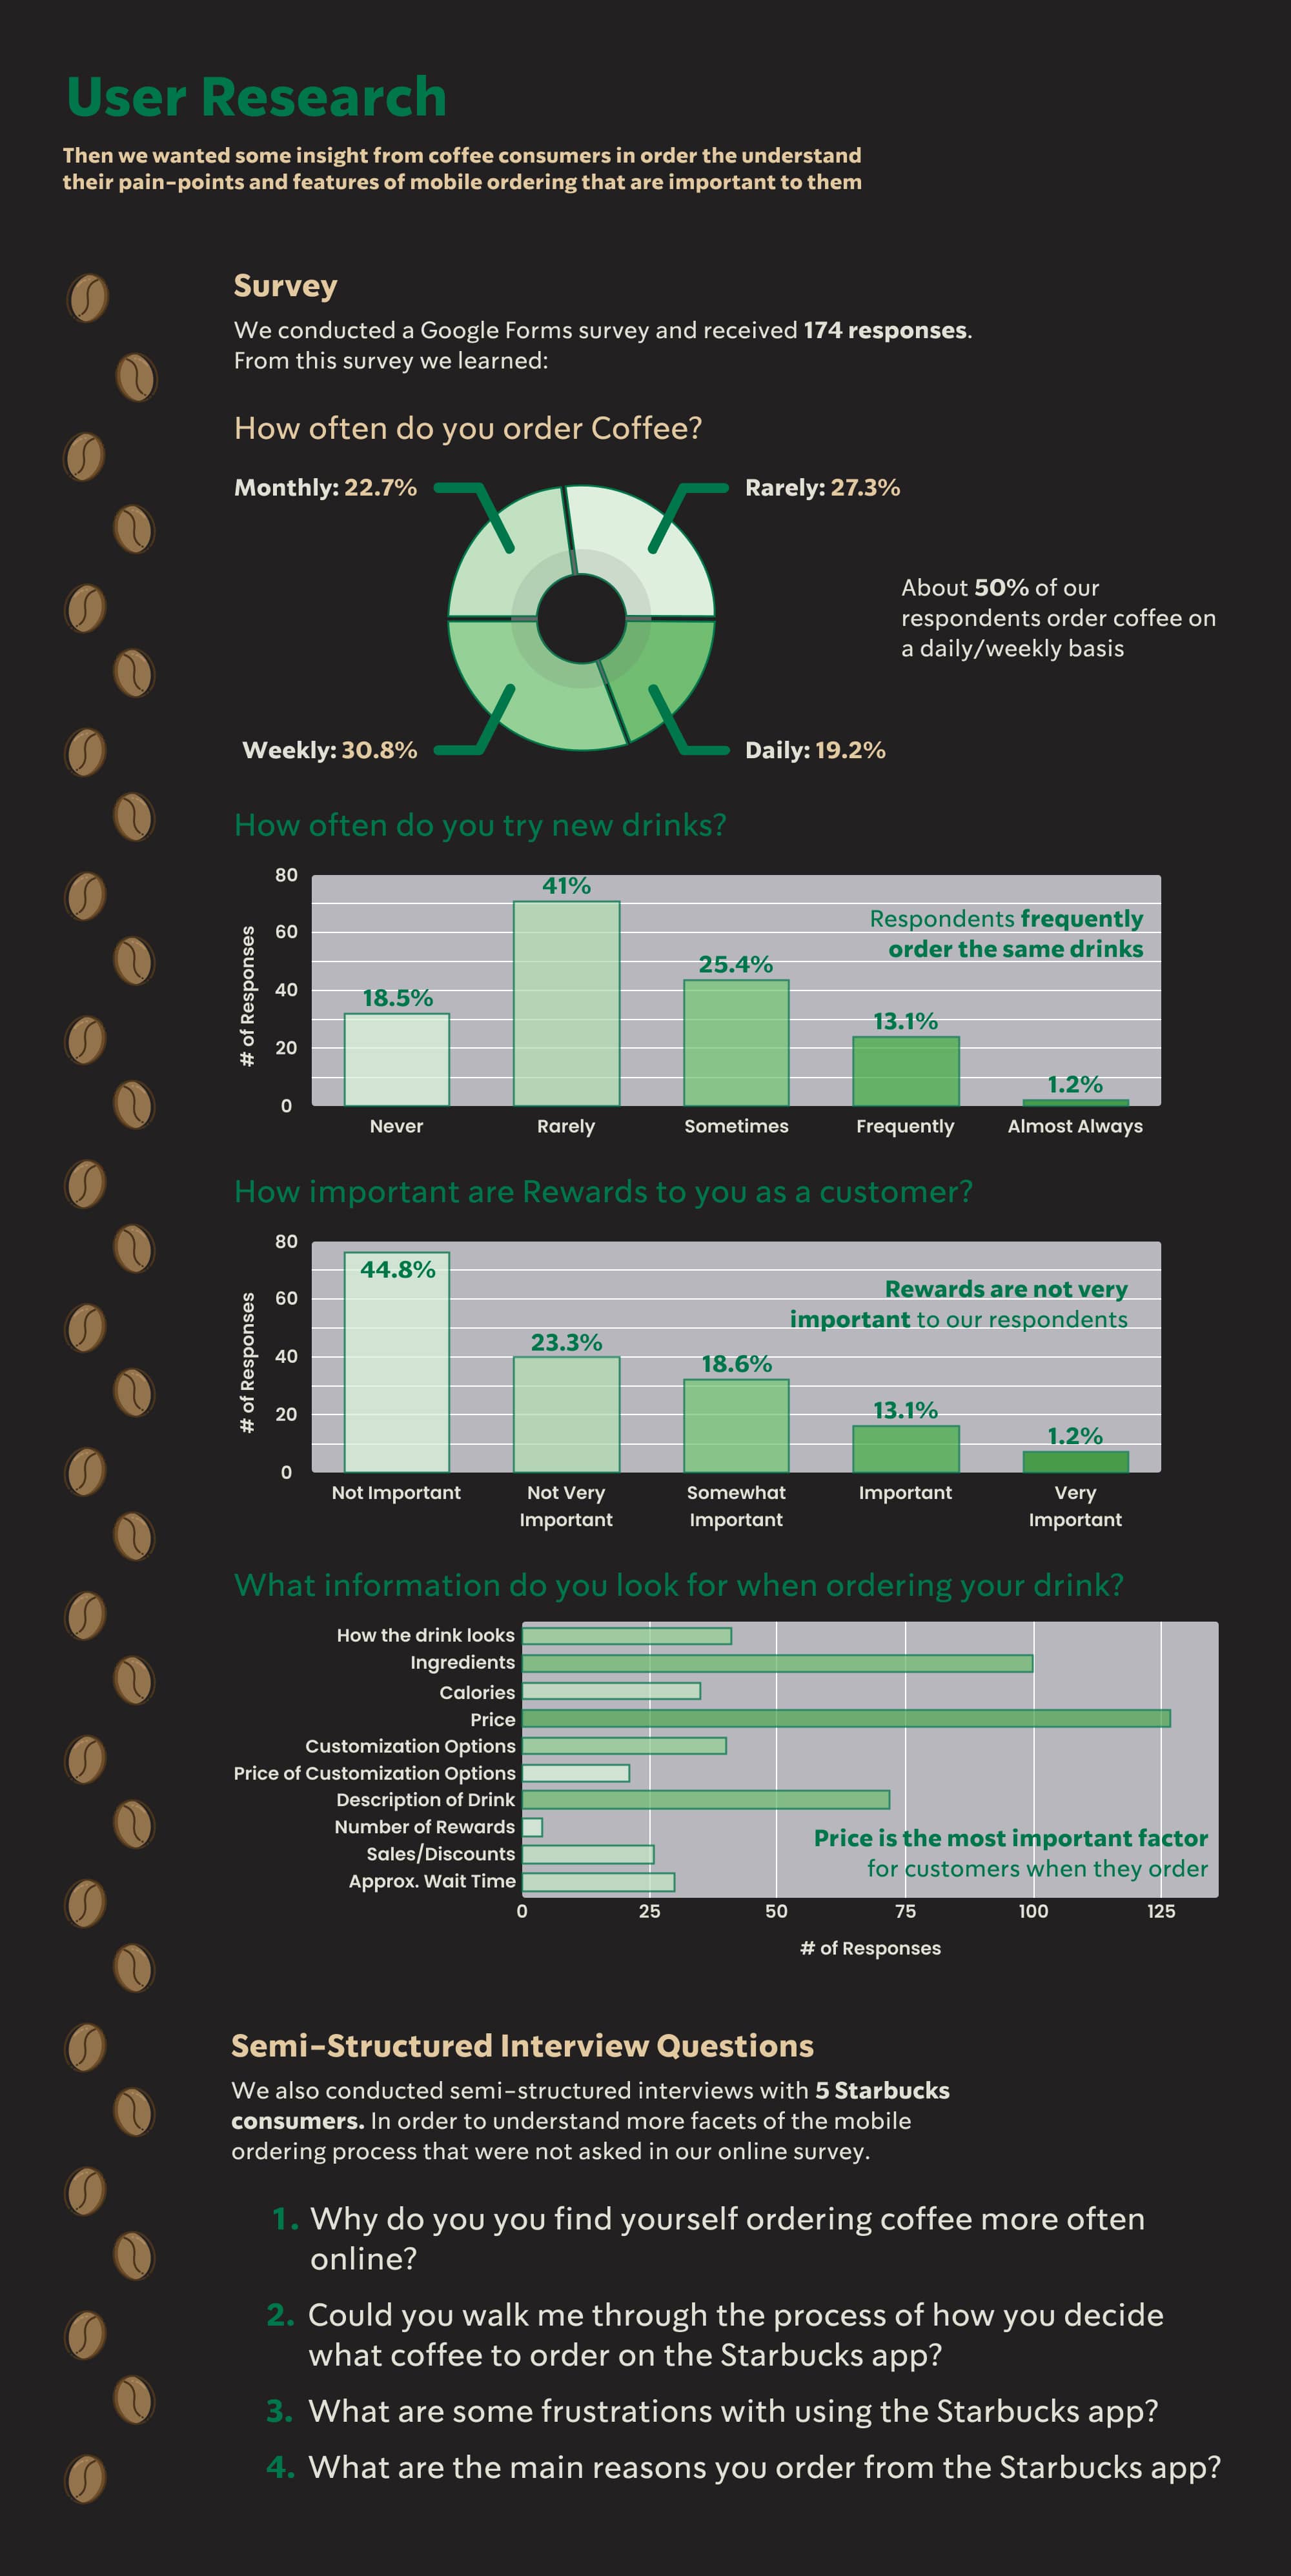 User Research
Then we wanted some insight from coffee consumers in order the understand
their pain-points and features of mobile ordering that are important to them
Survey
We conducted a Google Forms survey and received 174 responses.
From this survey we learned:
How often do you order Coffee?
Monthly: 22.7%
Rarely: 27.3%
About 50% of our
respondents order coffee on
a daily/weekly basis
Weekly: 30.8%
Daily: 19.2%
How often do you try new drinks?
# of Responses
80
60
40
20
0
18.5%
41%
25.4%
13.1%
1.2%
Respondents frequently
order the same drinks
Never
Rarely
Sometimes
Frequently
Almost Always
How important are Rewards to you as a customer?
# of Responses
80
60
40
20
0
44.8%
23.3%
18.6%
13.1%
1.2%
Rewards are not very
important to our respondents
Not Important
Not Very
Important
Somewhat
Important
Important
Very
Important
What information do you look for when ordering your drink?
How the drink looks
Ingredients
Calories
Price
Customization Options
Price of Customization Options
Description of Drink
Number of Rewards
Sales/Discounts
Approx. Wait Time
Price is the most important factor
for customers when they order
0
25
50
75
100
125
# of Responses
Semi-Structured Interview Questions
We also conducted semi-structured interviews with 5 Starbucks
consumers. In order to understand more facets of the mobile
ordering process that were not asked in our online survey.
1. Why do you you find yourself ordering coffee more often
online?
2. Could you walk me through the process of how you decide
what coffee to order on the Starbucks app?
3. What are some frustrations with using the Starbucks app?
4. What are the main reasons you order from the Starbucks app?